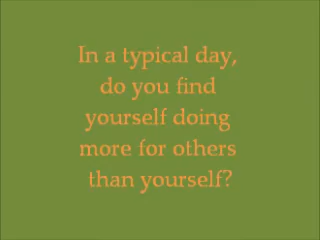 In a typical day,
do you find
yourself doing
more for others
than yourself?